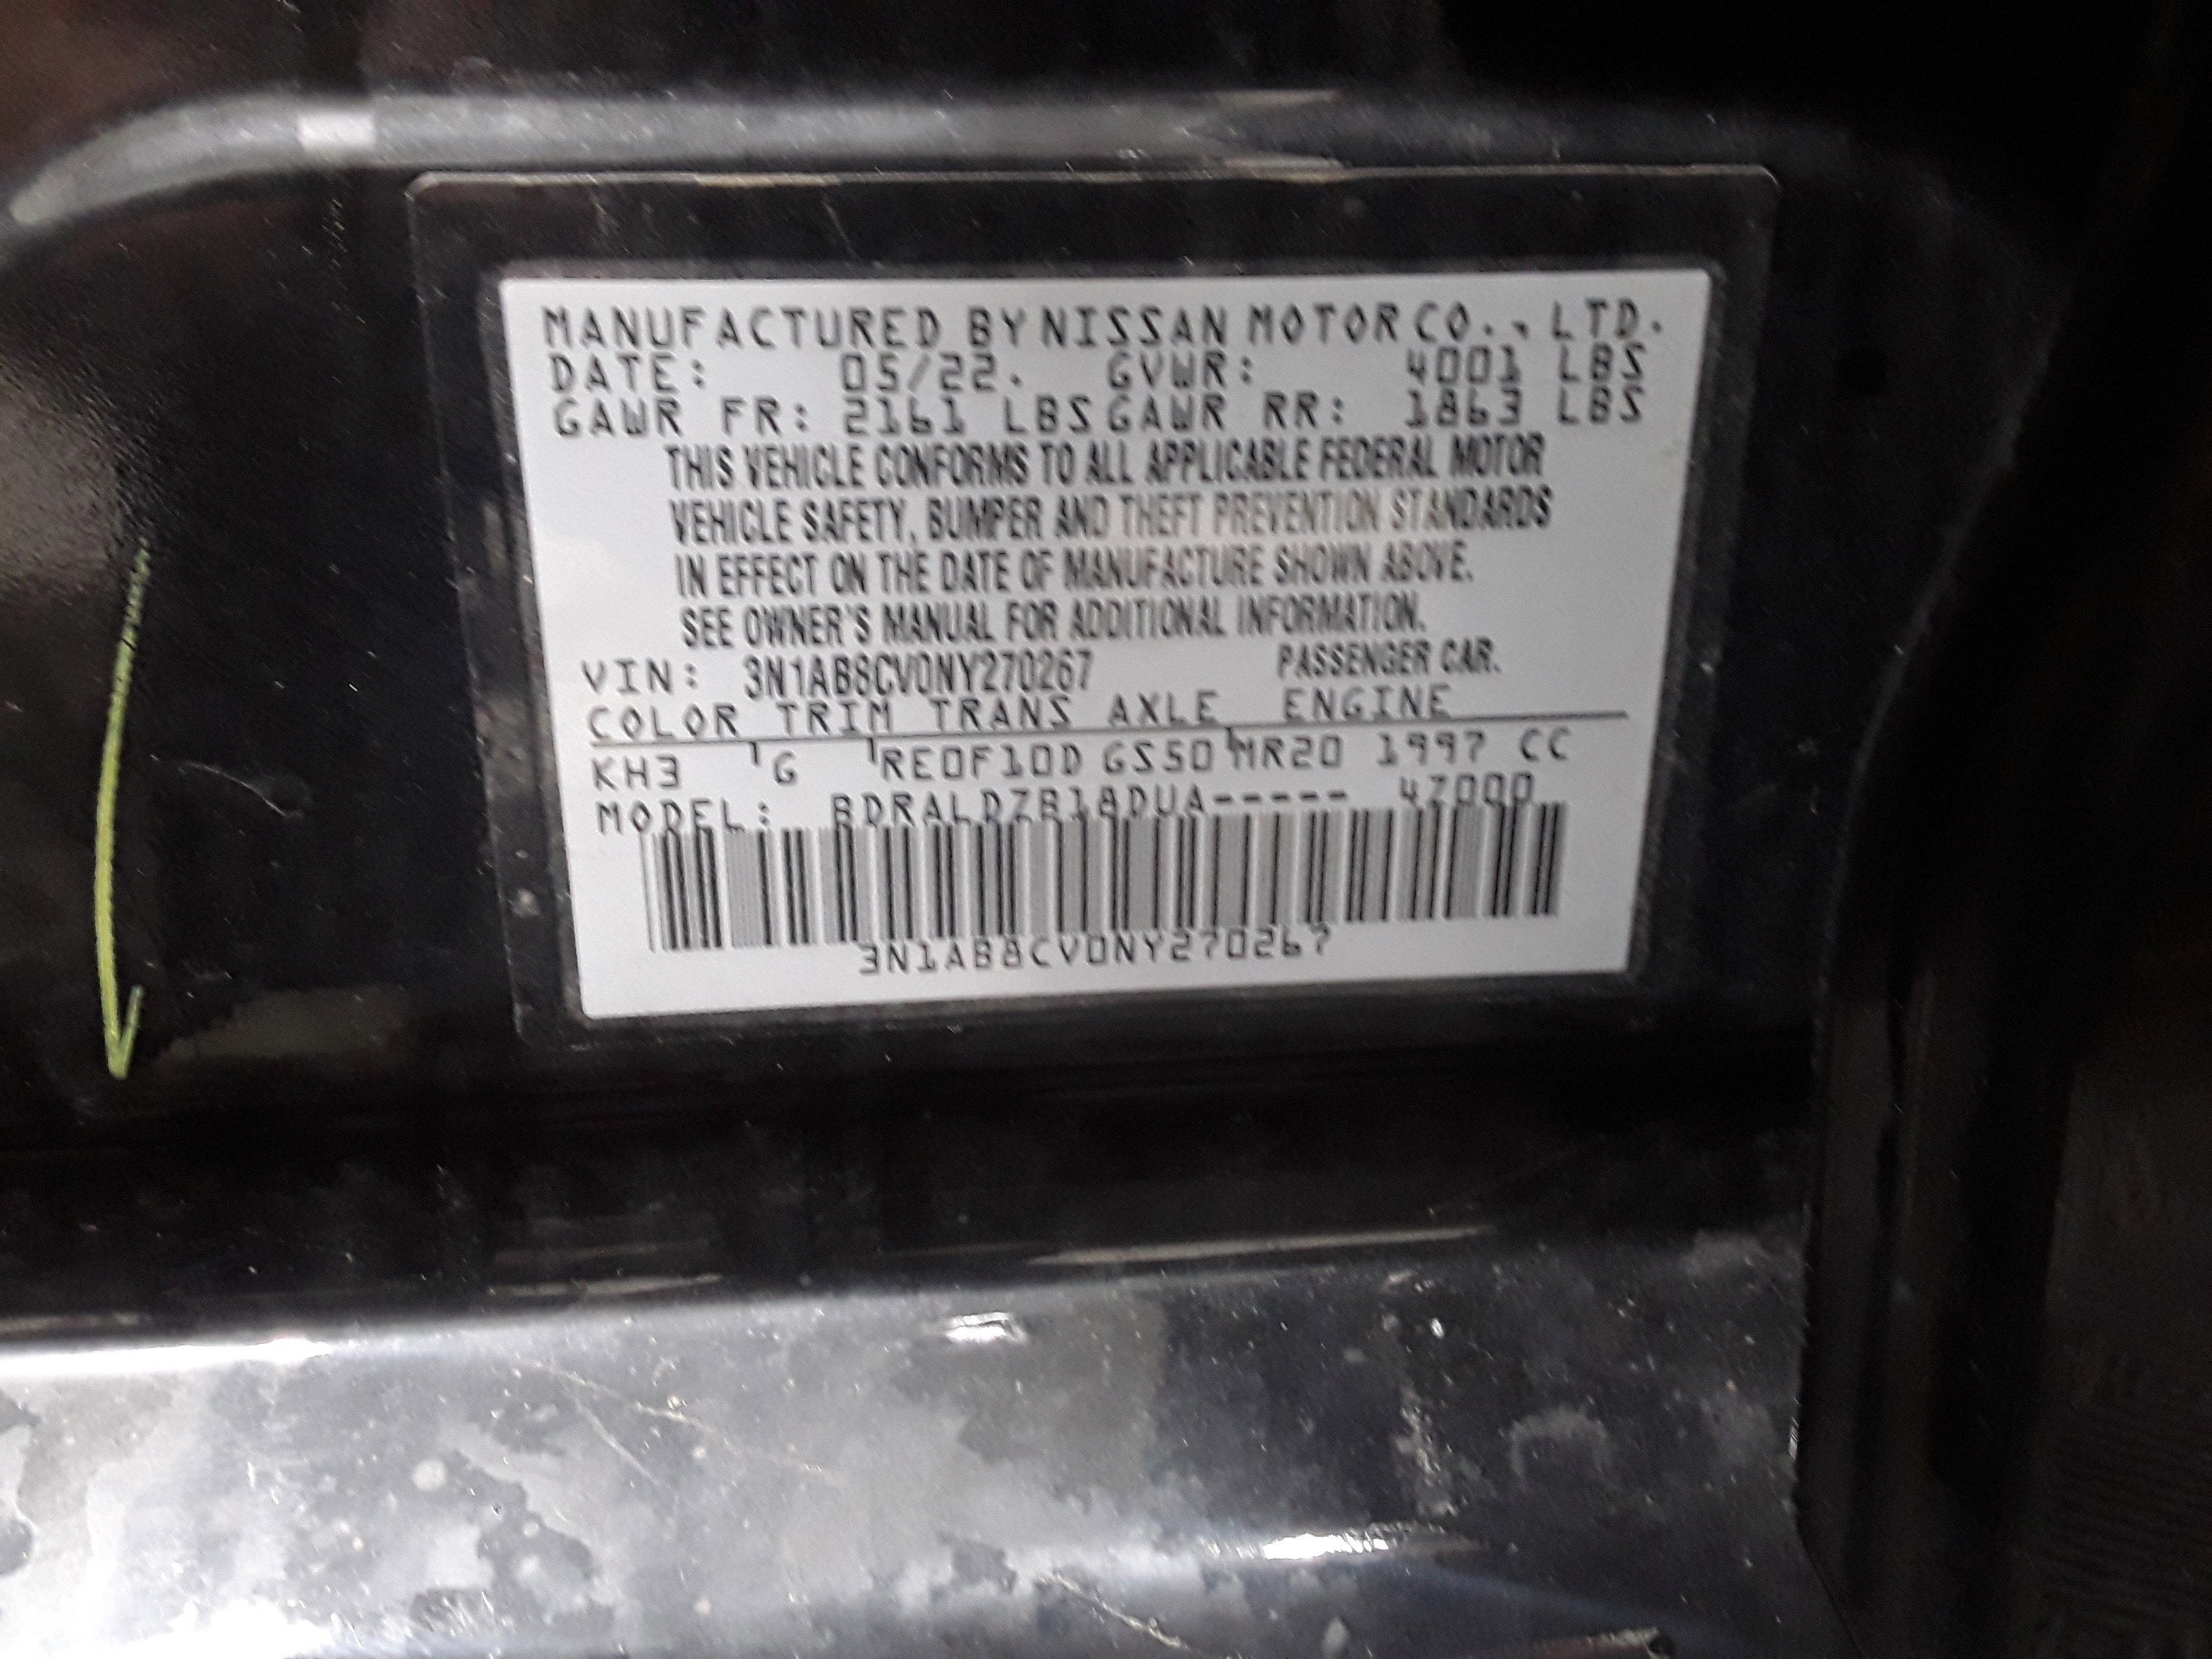 MANUFACTURED BY NISSAN MOTOR CO., LTD.
DATE: 05/22. GVWR: 4001 LBS
GAWR FR: 2161 LBS GAWR RR: 1863 LBS
THIS VEHICLE CONFORMS TO ALL APPLICABLE FEDERAL MOTOR
VEHICLE SAFETY, BUMPER AND THEFT PREVENTION STANDARDS
IN EFFECT ON THE DATE OF MANUFACTURE SHOWN ABOVE.
SEE OWNER'S MANUAL FOR ADDITIONAL INFORMATION.
VIN: 3N1AB8CV0NY270267 PASSENGER CAR.
COLOR TRIM TRANS AXLE ENGINE
KH3 G RE0F10D GS50 MR20 1997 CC
MODEL: BDRALDZB18DUA----- 4Z000
3N1AB8CV0NY270267